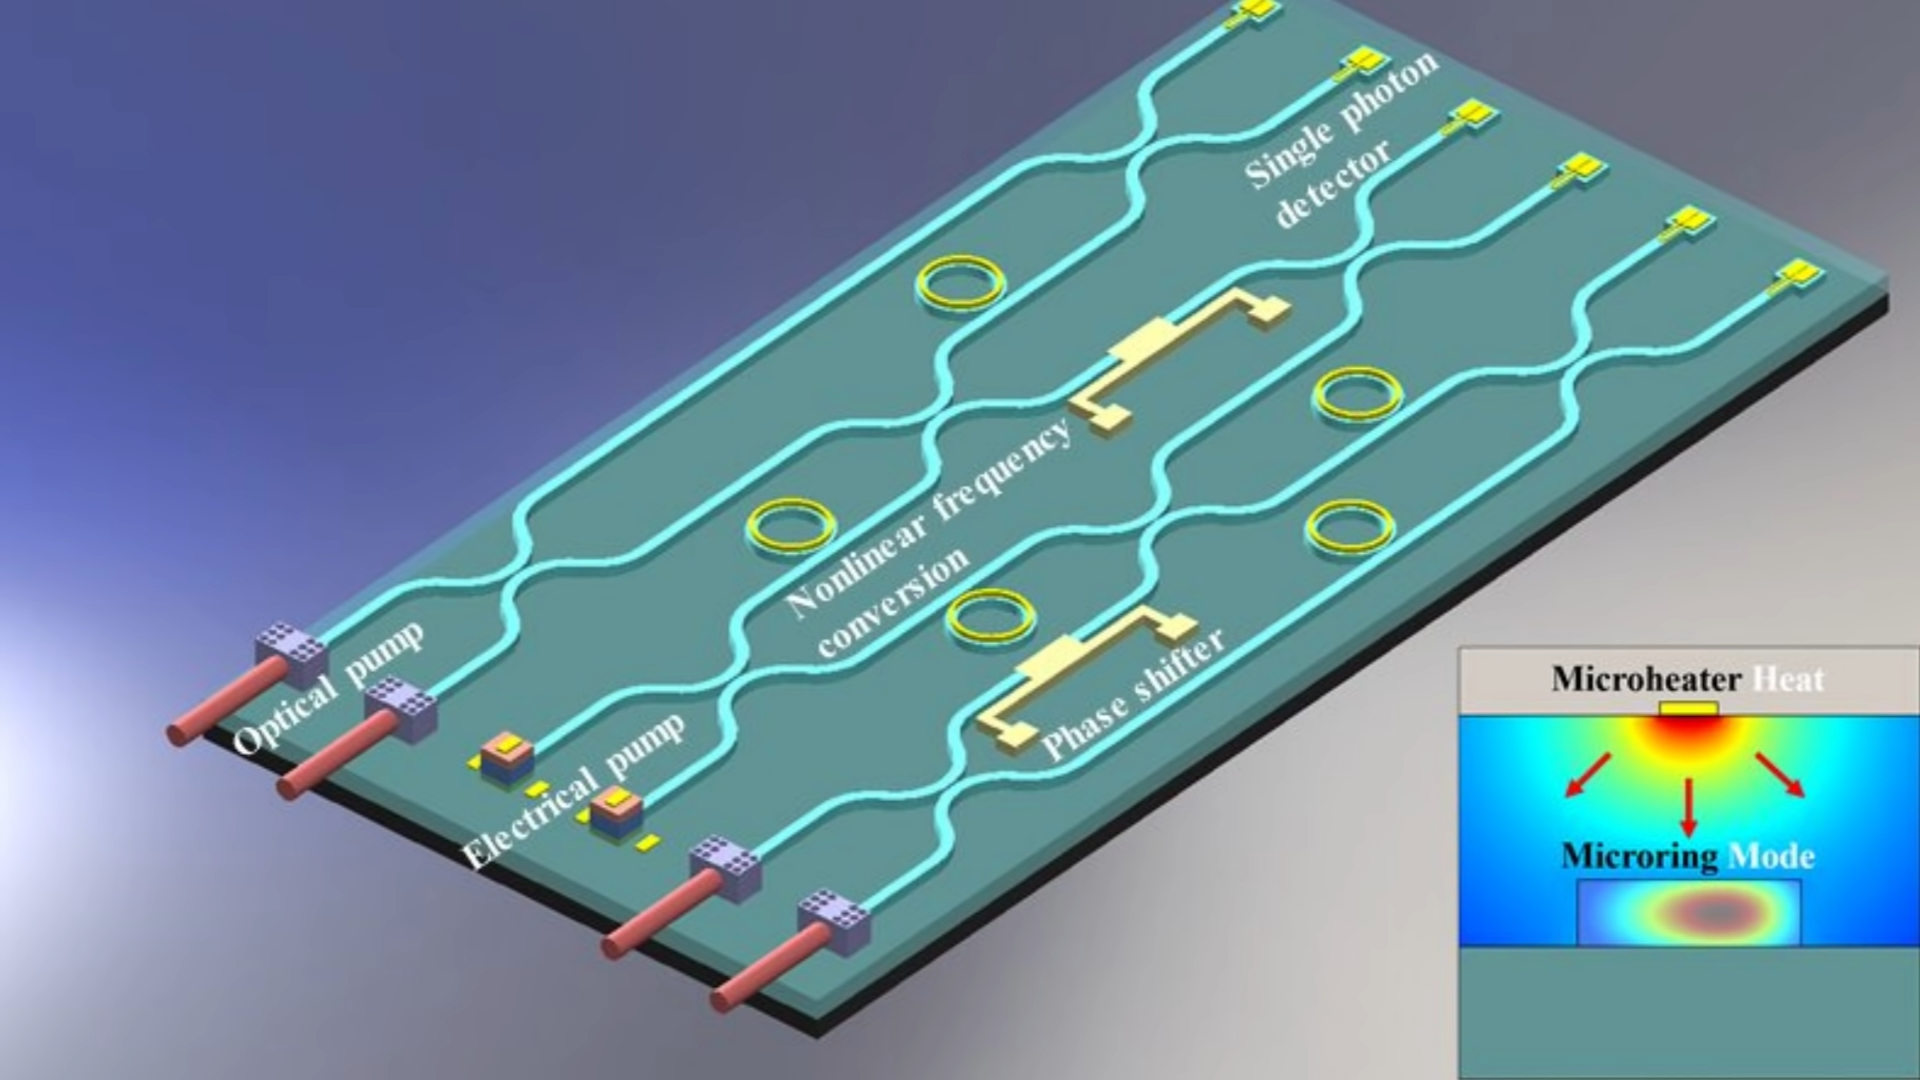 Single photon
detector
Nonlinear frequency
conversion
Optical pump
Electrical pump
Phase shifter
Microheater Heat
Microring Mode